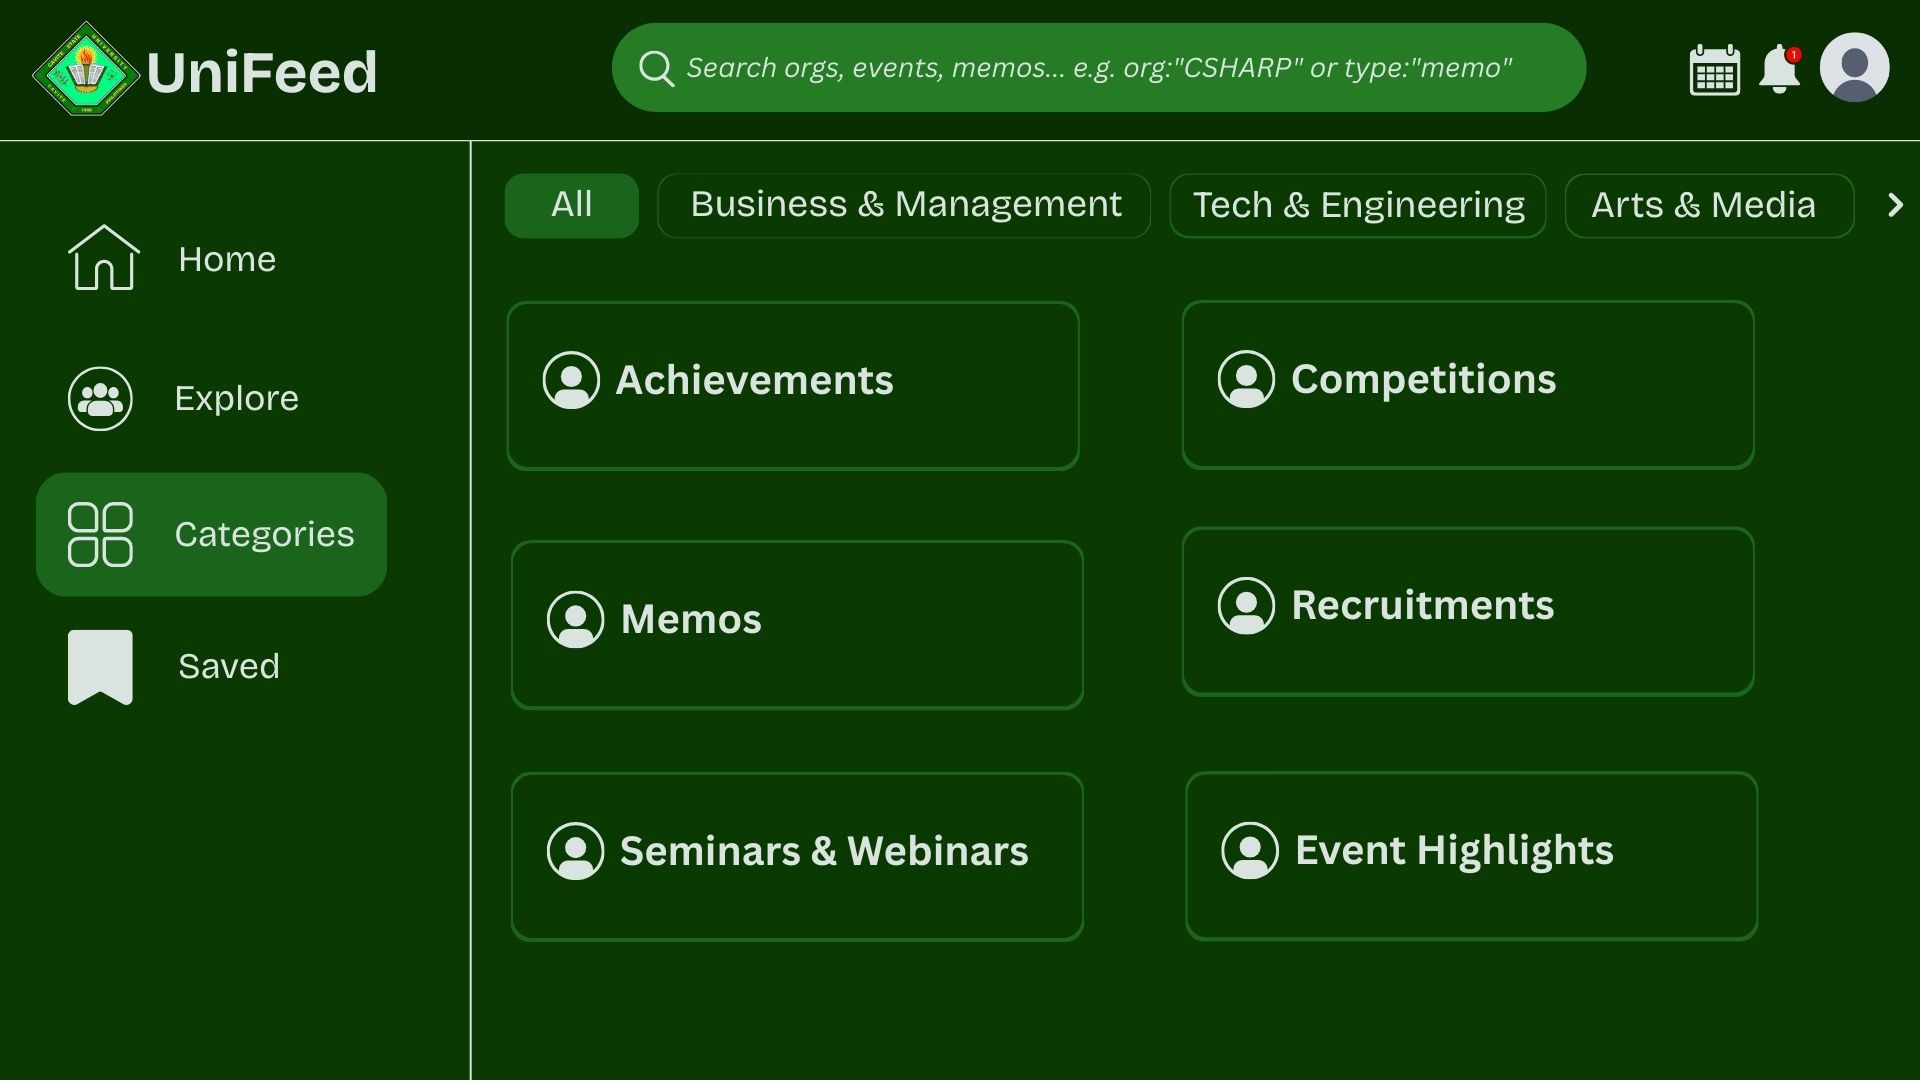 UniFeed
Search orgs, events, memos... e.g. org:"CSHARP" or type:"memo"
1
All
Business & Management
Tech & Engineering
Arts & Media
Home
Explore
Categories
Saved
Achievements
Competitions
Memos
Recruitments
Seminars & Webinars
Event Highlights